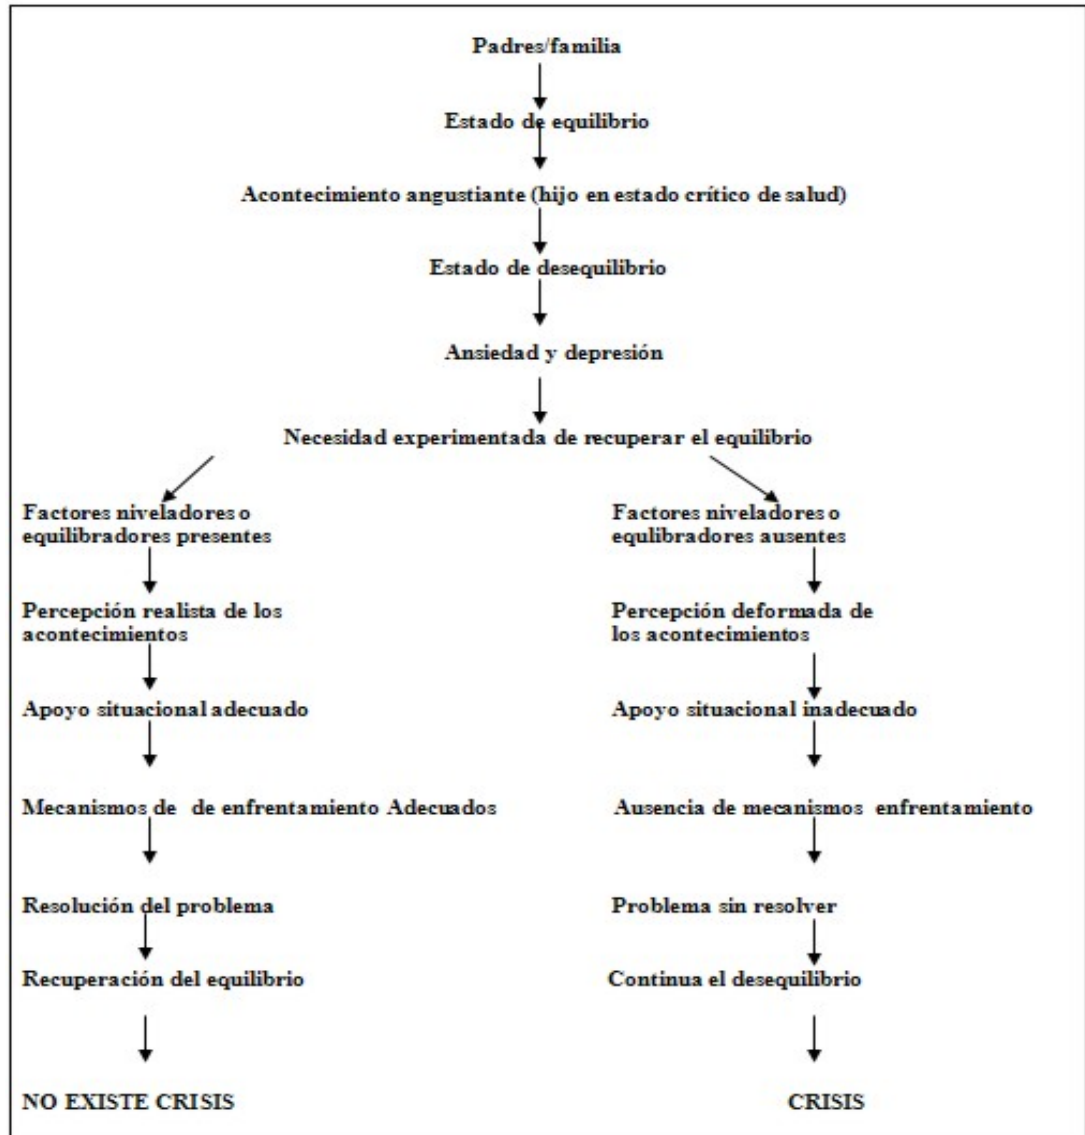 Padres/familia
Estado de equilibrio
Acontecimiento angustiante (hijo en estado crítico de salud)
Estado de desequilibrio
Ansiedad y depresión
Necesidad experimentada de recuperar el equilibrio
Factores niveladores o
equilibradores presentes
Percepción realista de los
acontecimientos
Apoyo situacional adecuado
Mecanismos de de enfrentamiento Adecuados
Resolución del problema
Recuperación del equilibrio
NO EXISTE CRISIS
Factores niveladores o
equlibradores ausentes
Percepción deformada de
los acontecimientos
Apoyo situacional inadecuado
Ausencia de mecanismos enfrentamiento
Problema sin resolver
Continua el desequilibrio
CRISIS